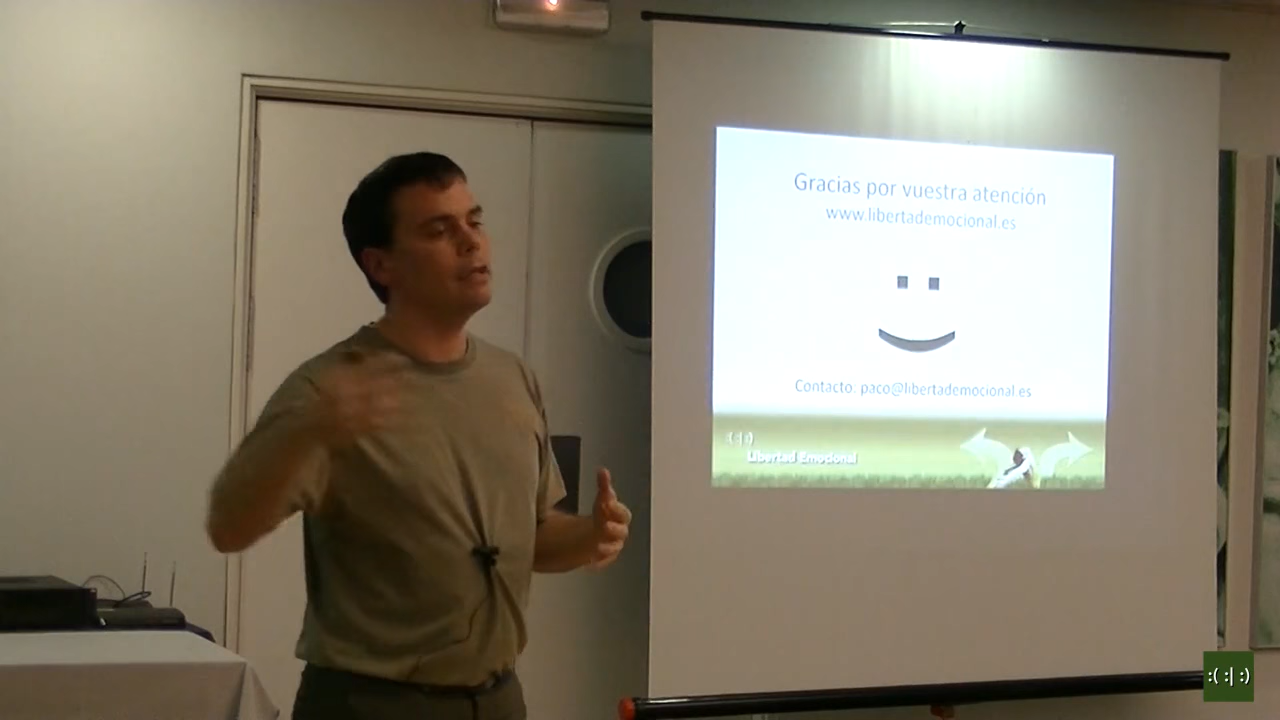 Gracias por vuestra atención
www.libertademocional.es
Contacto: paco@libertademocional.es
:(:|:)
Libertad Emocional
:( :| :)